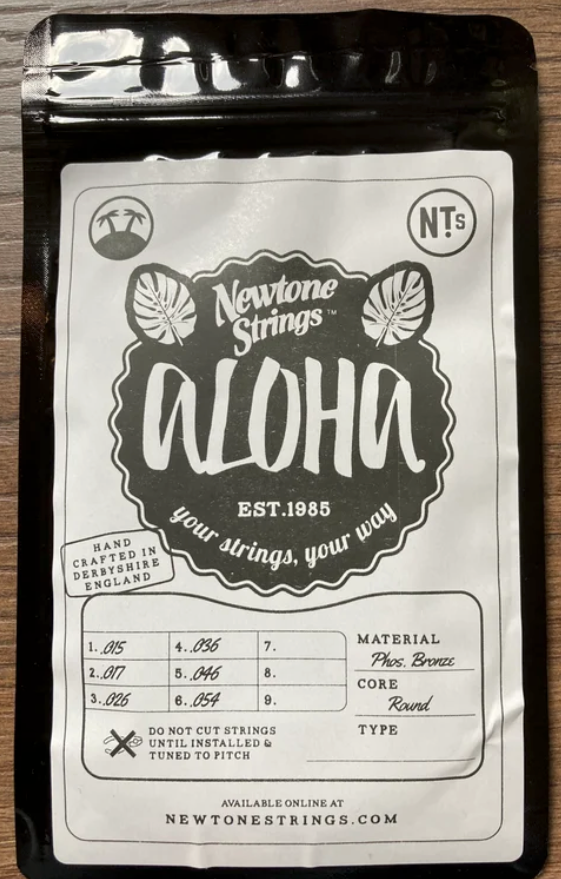 NTs
Newtone
Strings™
ALOHA
EST.1985
your strings, your way
HAND
CRAFTED IN
DERBYSHIRE
ENGLAND
1. .015 4. .036 7.
2. .017 5. .046 8.
3. .026 6. .054 9.
MATERIAL
Phos. Bronze
CORE
Round
TYPE
DO NOT CUT STRINGS
UNTIL INSTALLED &
TUNED TO PITCH
AVAILABLE ONLINE AT
NEWTONESTRINGS.COM